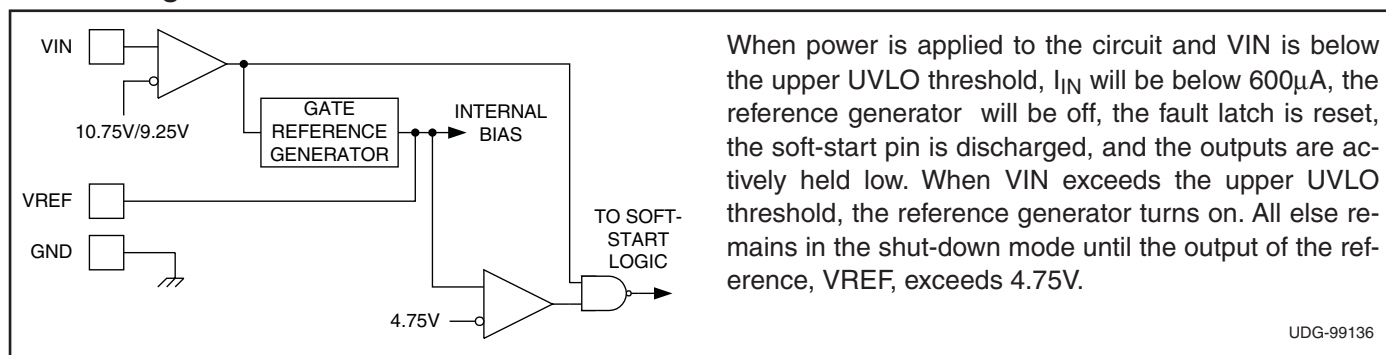 VIN
10.75V/9.25V
GATE
REFERENCE
GENERATOR
INTERNAL
BIAS
VREF
GND
4.75V
TO SOFT-
START
LOGIC
When power is applied to the circuit and VIN is below
the upper UVLO threshold, IIN will be below 600µA, the
reference generator will be off, the fault latch is reset,
the soft-start pin is discharged, and the outputs are ac-
tively held low. When VIN exceeds the upper UVLO
threshold, the reference generator turns on. All else re-
mains in the shut-down mode until the output of the ref-
erence, VREF, exceeds 4.75V.
UDG-99136